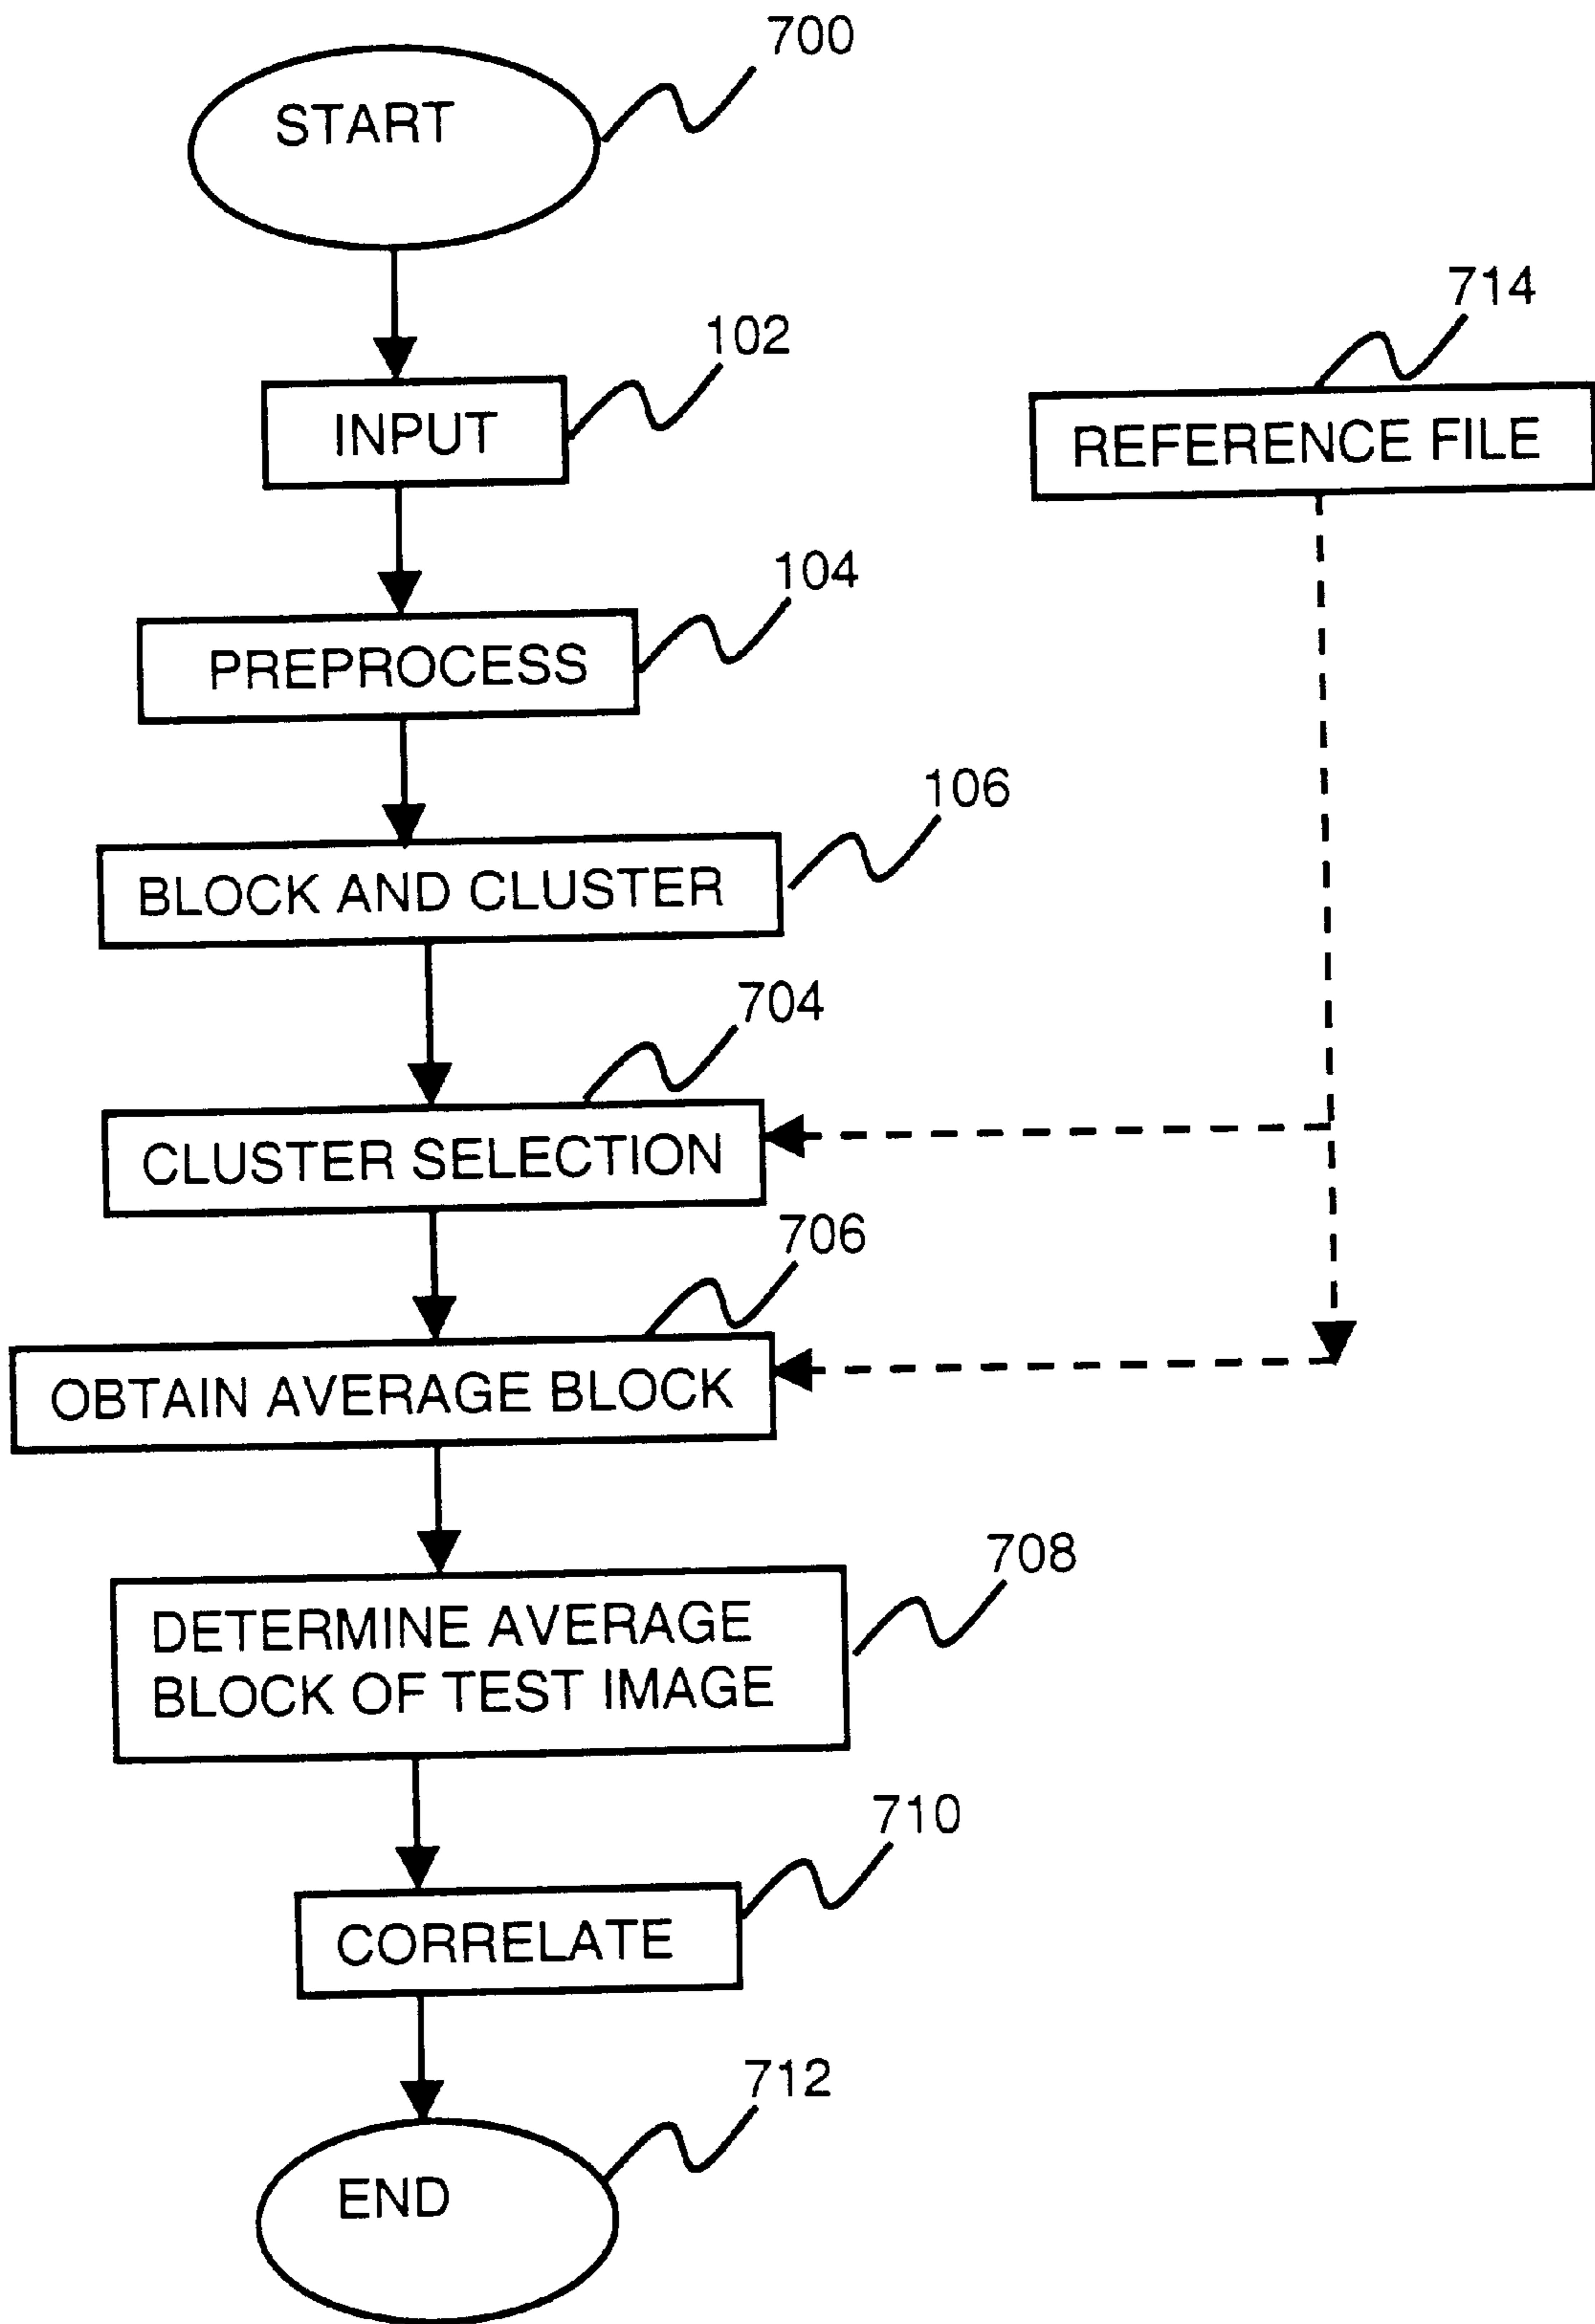 700
START
714
102
INPUT
REFERENCE FILE
104
PREPROCESS
106
BLOCK AND CLUSTER
704
CLUSTER SELECTION
706
OBTAIN AVERAGE BLOCK
708
DETERMINE AVERAGE
BLOCK OF TEST IMAGE
710
CORRELATE
712
END